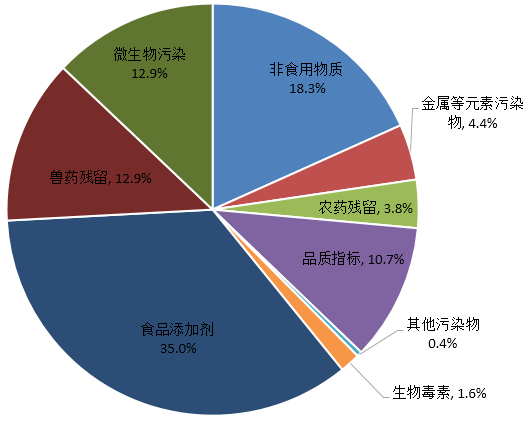 微生物污染
12.9%
非食用物质
18.3%
金属等元素污染
物, 4.4%
兽药残留, 12.9%
农药残留, 3.8%
品质指标, 10.7%
食品添加剂
35.0%
其他污染物
0.4%
生物毒素, 1.6%